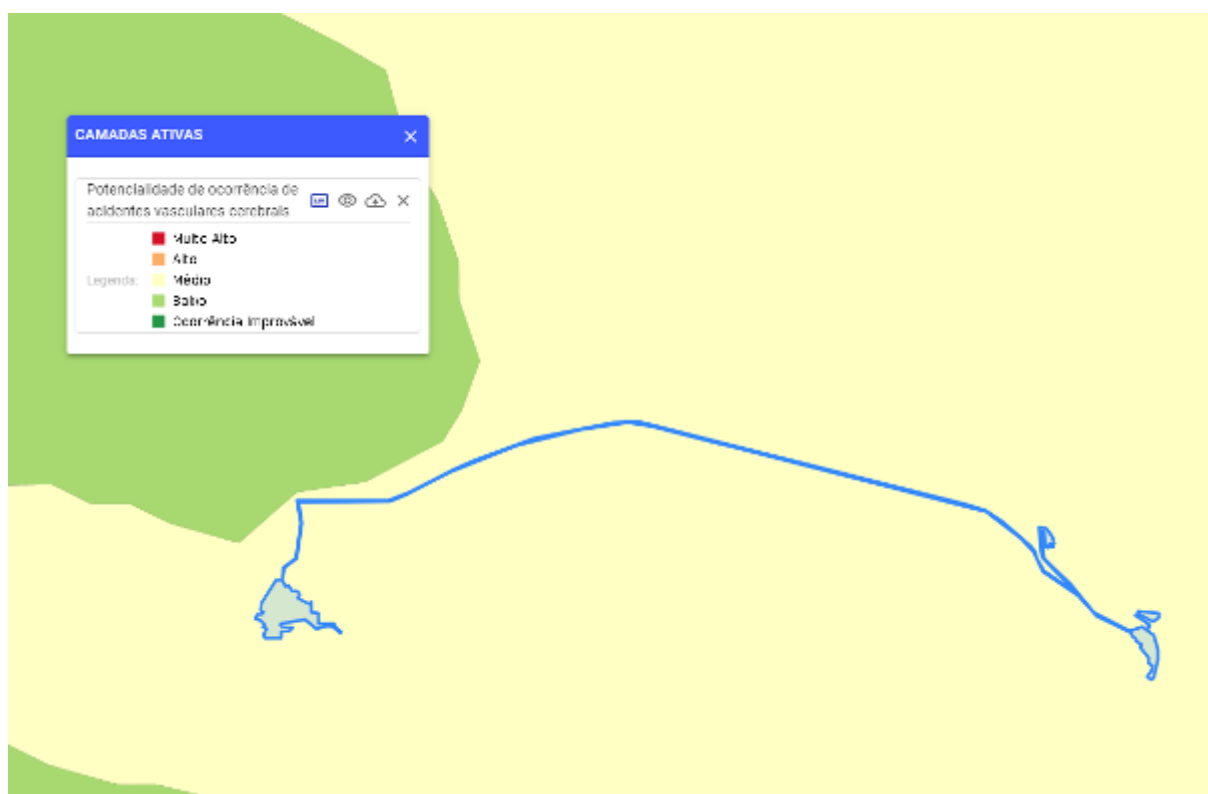 CAMADAS ATIVAS
Potencialidade de ocorrência de
acidentes vasculares cerebrais
Muito Alto
Alto
Legenda: Médio
Baixo
Ocorrência Improvável